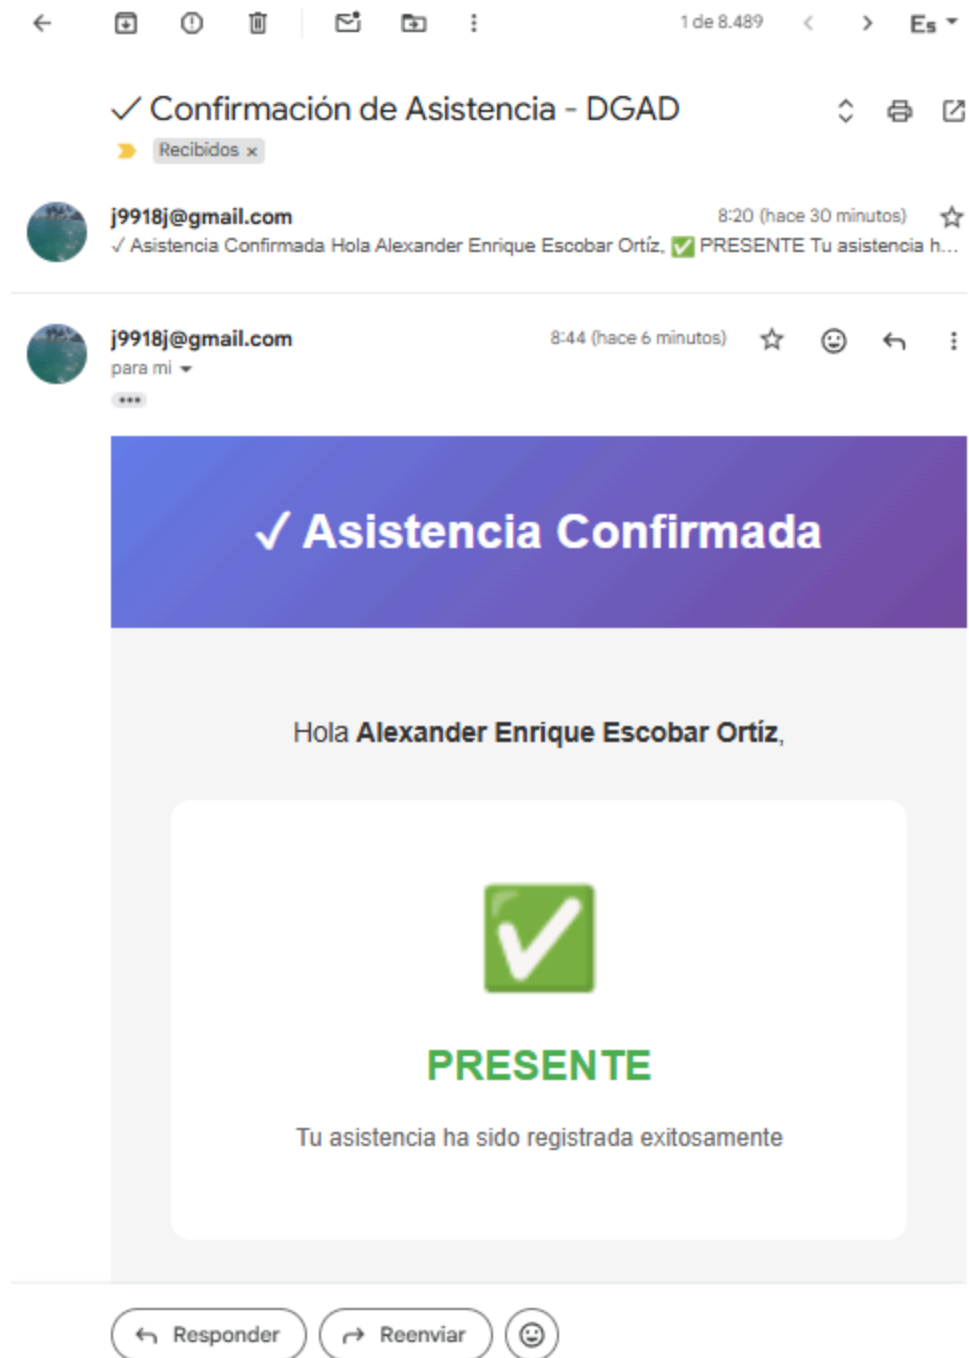 1 de 8.489
Es
✓ Confirmación de Asistencia - DGAD
Recibidos ×
j9918j@gmail.com 8:20 (hace 30 minutos)
✓ Asistencia Confirmada Hola Alexander Enrique Escobar Ortíz, ✅ PRESENTE Tu asistencia h...
j9918j@gmail.com 8:44 (hace 6 minutos)
para mi
✓ Asistencia Confirmada
Hola Alexander Enrique Escobar Ortíz,
✅
PRESENTE
Tu asistencia ha sido registrada exitosamente
Responder Reenviar